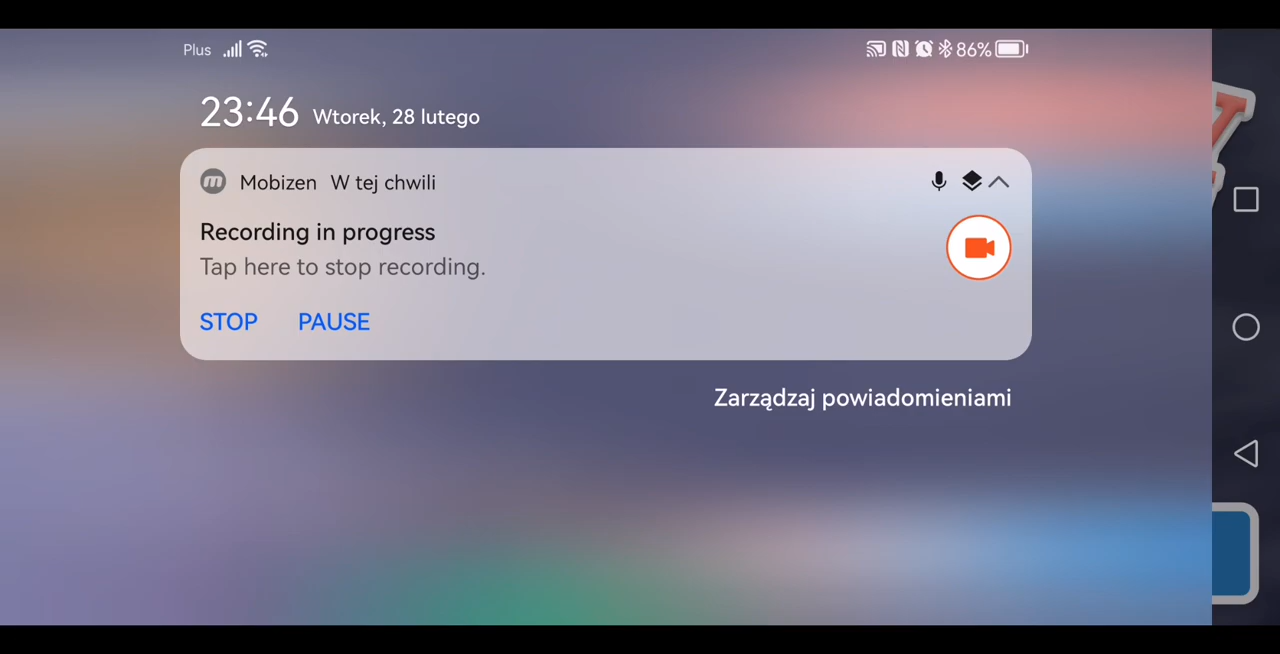 Plus 86%
23:46 Wtorek, 28 lutego
Mobizen W tej chwili
Recording in progress
Tap here to stop recording.
STOP PAUSE
Zarządzaj powiadomieniami